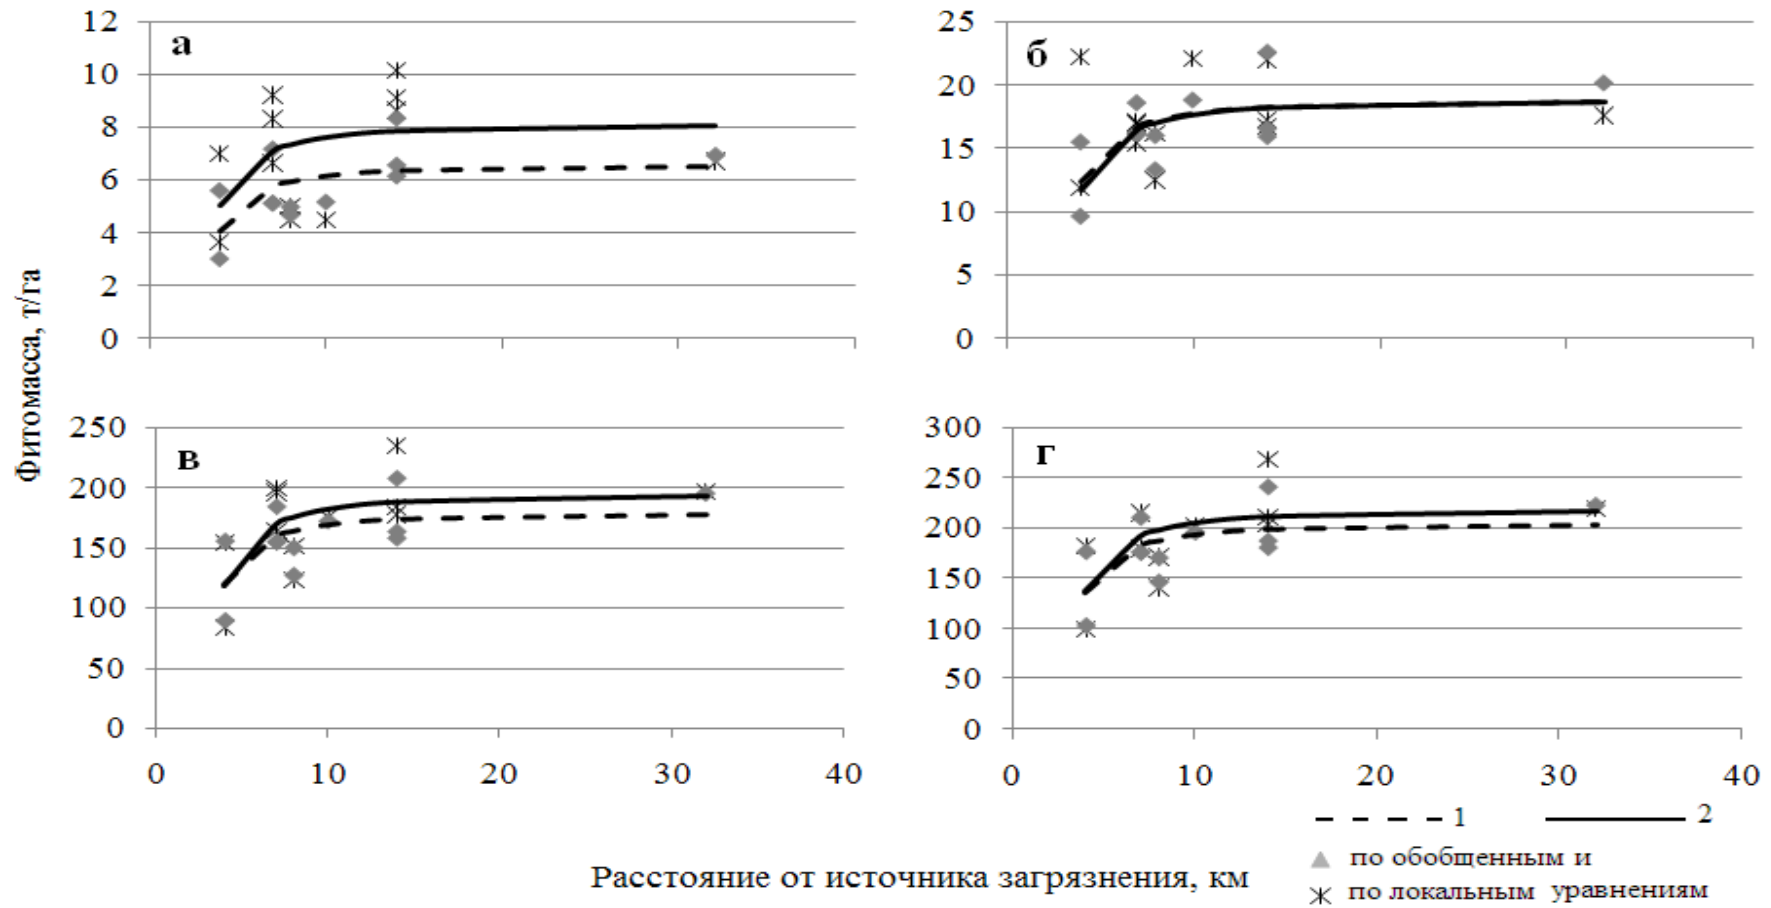 12
10
8
6
4
2
0
а
25
20
15
10
5
0
б
Фитомасса, т/га
250
200
150
100
50
0
в
0 10 20 30 40
300
250
200
150
100
50
0
г
0 10 20 30 40
1 2
по обобщенным и
по локальным уравнениям
Расстояние от источника загрязнения, км